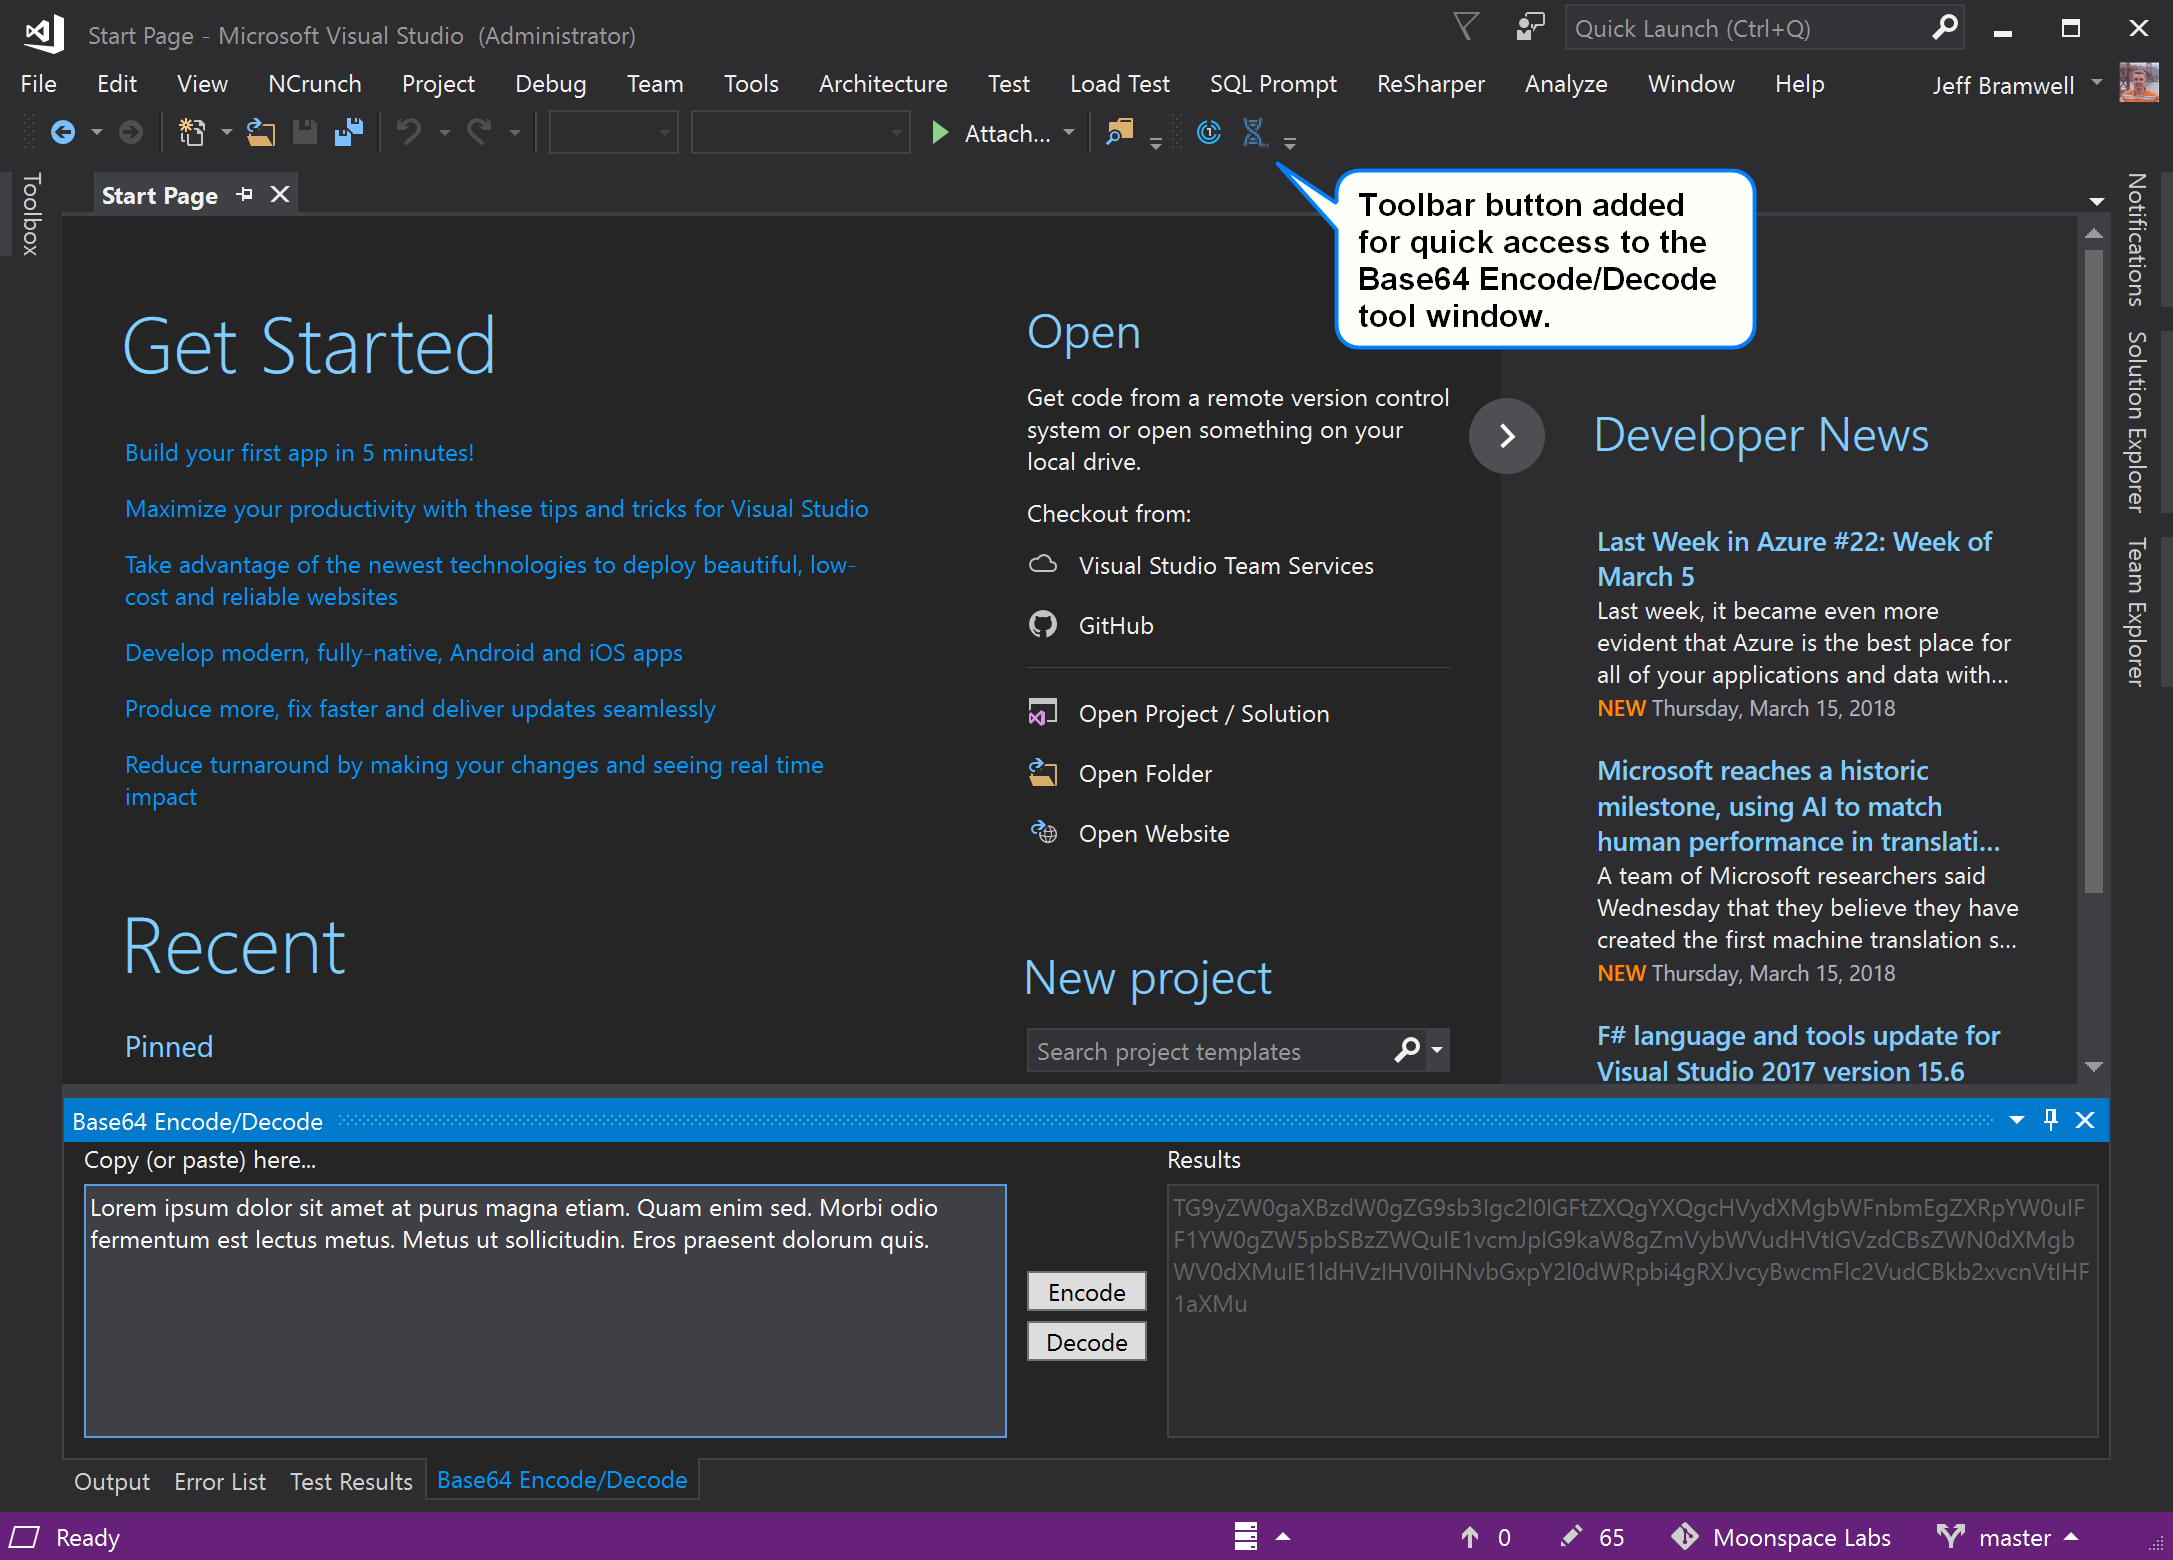 Start Page - Microsoft Visual Studio (Administrator)
Quick Launch (Ctrl+Q)
File Edit View NCrunch Project Debug Team Tools Architecture Test Load Test SQL Prompt ReSharper Analyze Window Help Jeff Bramwell
Attach...
Toolbox
Start Page
Toolbar button added
for quick access to the
Base64 Encode/Decode
tool window.
Notifications
Solution Explorer
Team Explorer
Get Started
Build your first app in 5 minutes!
Maximize your productivity with these tips and tricks for Visual Studio
Take advantage of the newest technologies to deploy beautiful, low-
cost and reliable websites
Develop modern, fully-native, Android and iOS apps
Produce more, fix faster and deliver updates seamlessly
Reduce turnaround by making your changes and seeing real time
impact
Recent
Pinned
Open
Get code from a remote version control
system or open something on your
local drive.
Checkout from:
Visual Studio Team Services
GitHub
Open Project / Solution
Open Folder
Open Website
New project
Search project templates
Developer News
Last Week in Azure #22: Week of
March 5
Last week, it became even more
evident that Azure is the best place for
all of your applications and data with...
NEW Thursday, March 15, 2018
Microsoft reaches a historic
milestone, using AI to match
human performance in translati...
A team of Microsoft researchers said
Wednesday that they believe they have
created the first machine translation s...
NEW Thursday, March 15, 2018
F# language and tools update for
Visual Studio 2017 version 15.6
Base64 Encode/Decode
Copy (or paste) here...
Lorem ipsum dolor sit amet at purus magna etiam. Quam enim sed. Morbi odio
fermentum est lectus metus. Metus ut sollicitudin. Eros praesent dolorum quis.
Encode
Decode
Results
TG9yZW0gaXBzdW0gZG9sb3Igc2l0IGFtZXQgYXQgcHVydXMgbWFnbmEgZXRpYW0uIF
F1YW0gZW5pbSBzZWQuIE1vcmJpIG9kaW8gZmVybWVudHVtIGVzdCBsZWN0dXMgb
WV0dXMuIE1ldHVzIHV0IHNvbGxpY2l0dWRpbi4gRXJvcyBwcmFlc2VudCBkb2xvcnVtIHF
1aXMu
Output Error List Test Results Base64 Encode/Decode
Ready 0 65 Moonspace Labs master